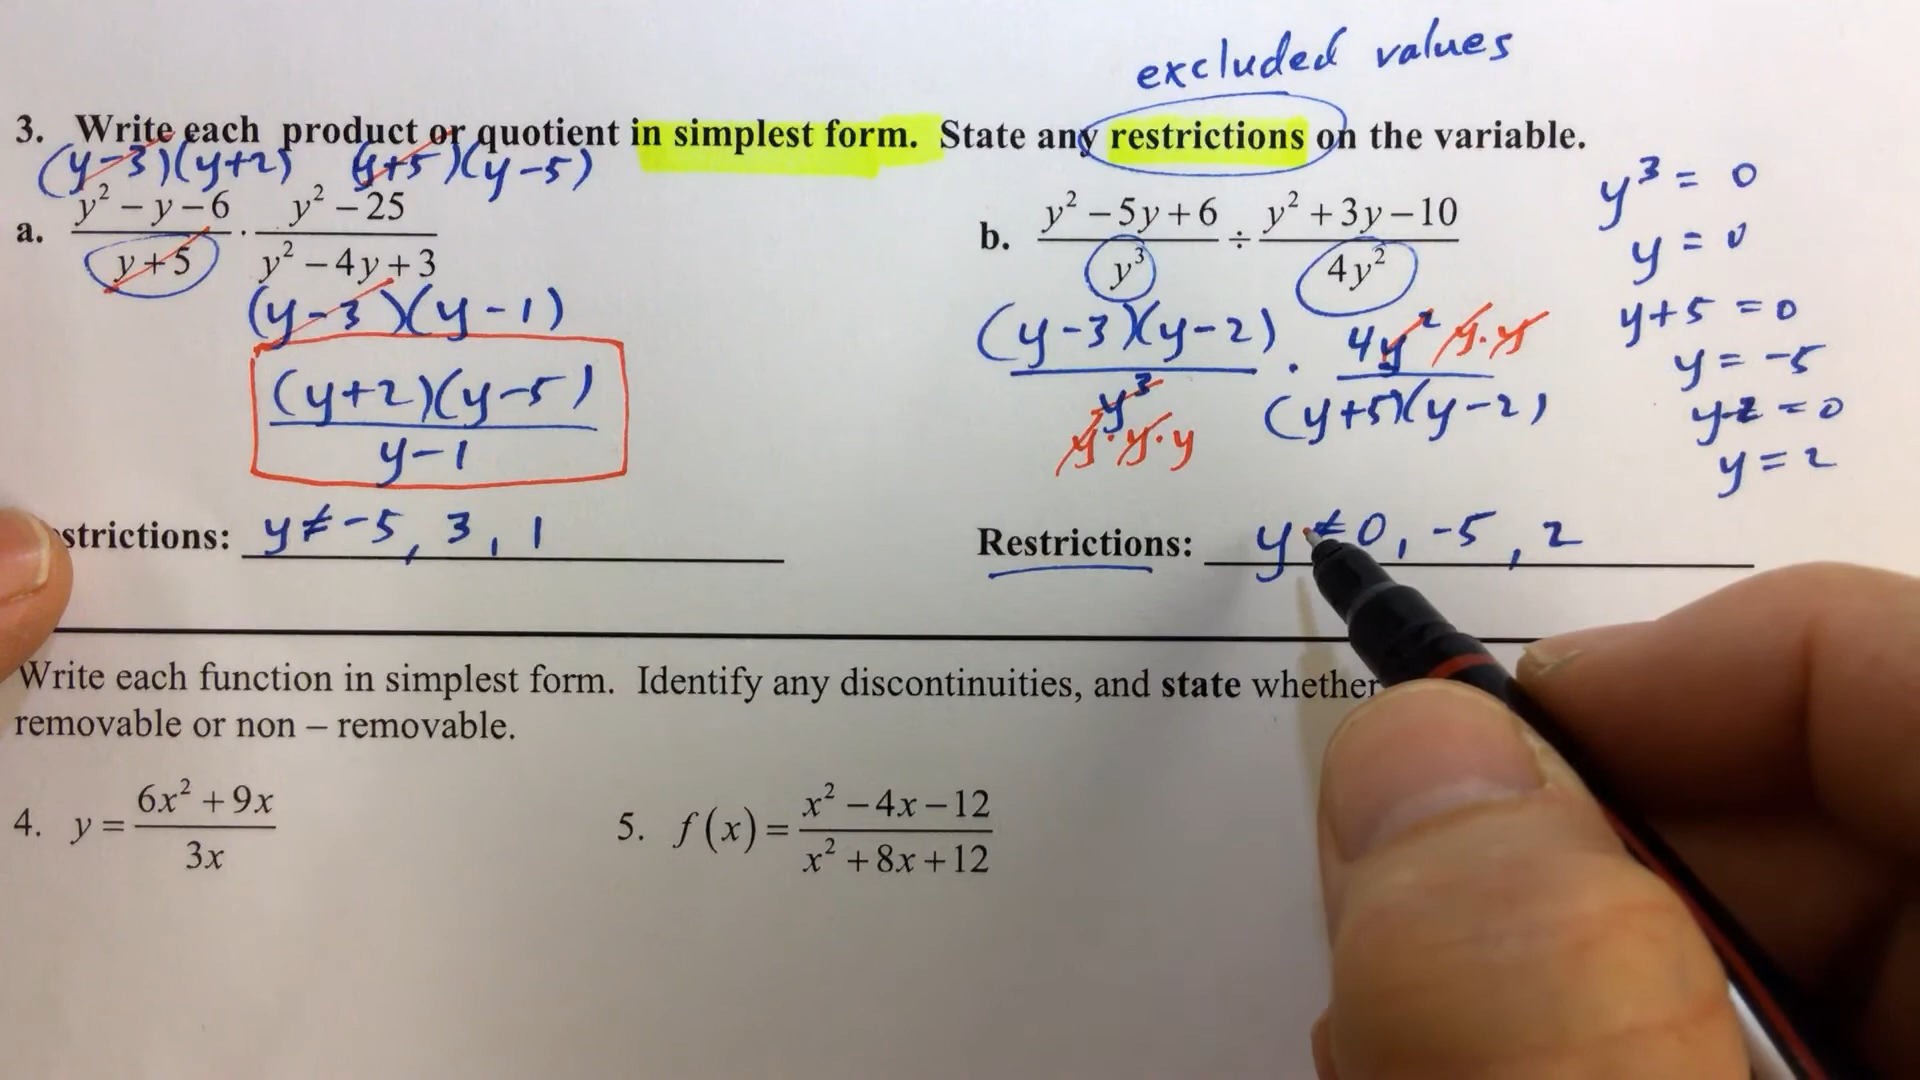 excluded values
3. Write each product or quotient in simplest form. State any restrictions on the variable.
(y-3)(y+2) (y+5)(y-5)
a. y² – y – 6 / y+5 · y² – 25 / y² – 4y + 3
(y-3)(y-1)
(y+2)(y-5) / y-1
strictions: y ≠ -5, 3, 1
b. y² – 5y + 6 / y³ ÷ y² + 3y – 10 / 4y²
(y-3)(y-2) / y³ · 4y² / (y+5)(y-2)
y·y
y·y·y
y³ = 0
y = 0
y+5 = 0
y = -5
y-2 = 0
y = 2
Restrictions: y ≠ 0, -5, 2
Write each function in simplest form. Identify any discontinuities, and state whether
removable or non – removable.
4. y = 6x² + 9x / 3x
5. f(x) = x² – 4x – 12 / x² + 8x + 12